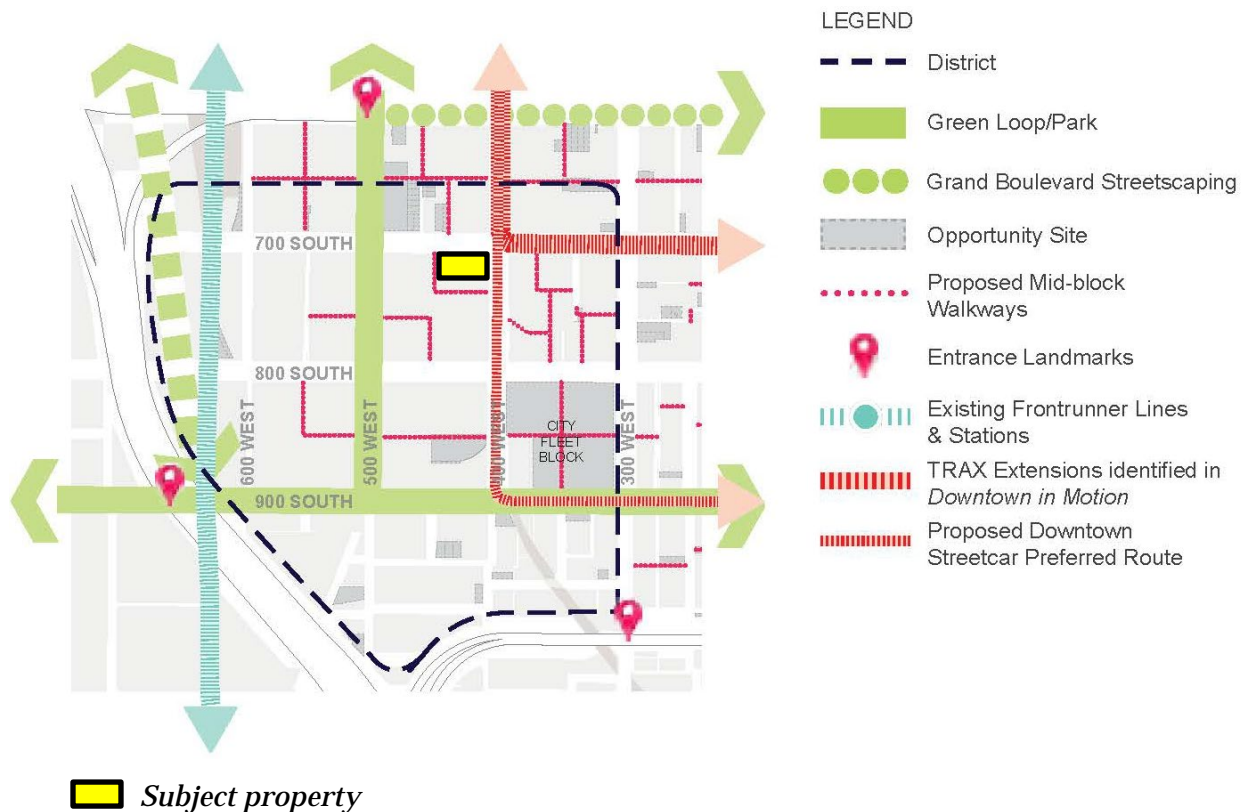 LEGEND
District
Green Loop/Park
Grand Boulevard Streetscaping
Opportunity Site
Proposed Mid-block
Walkways
Entrance Landmarks
Existing Frontrunner Lines
& Stations
TRAX Extensions identified in
Downtown in Motion
Proposed Downtown
Streetcar Preferred Route
700 SOUTH
800 SOUTH
600 WEST
500 WEST
400 WEST
300 WEST
CITY
FLEET
BLOCK
900 SOUTH
Subject property